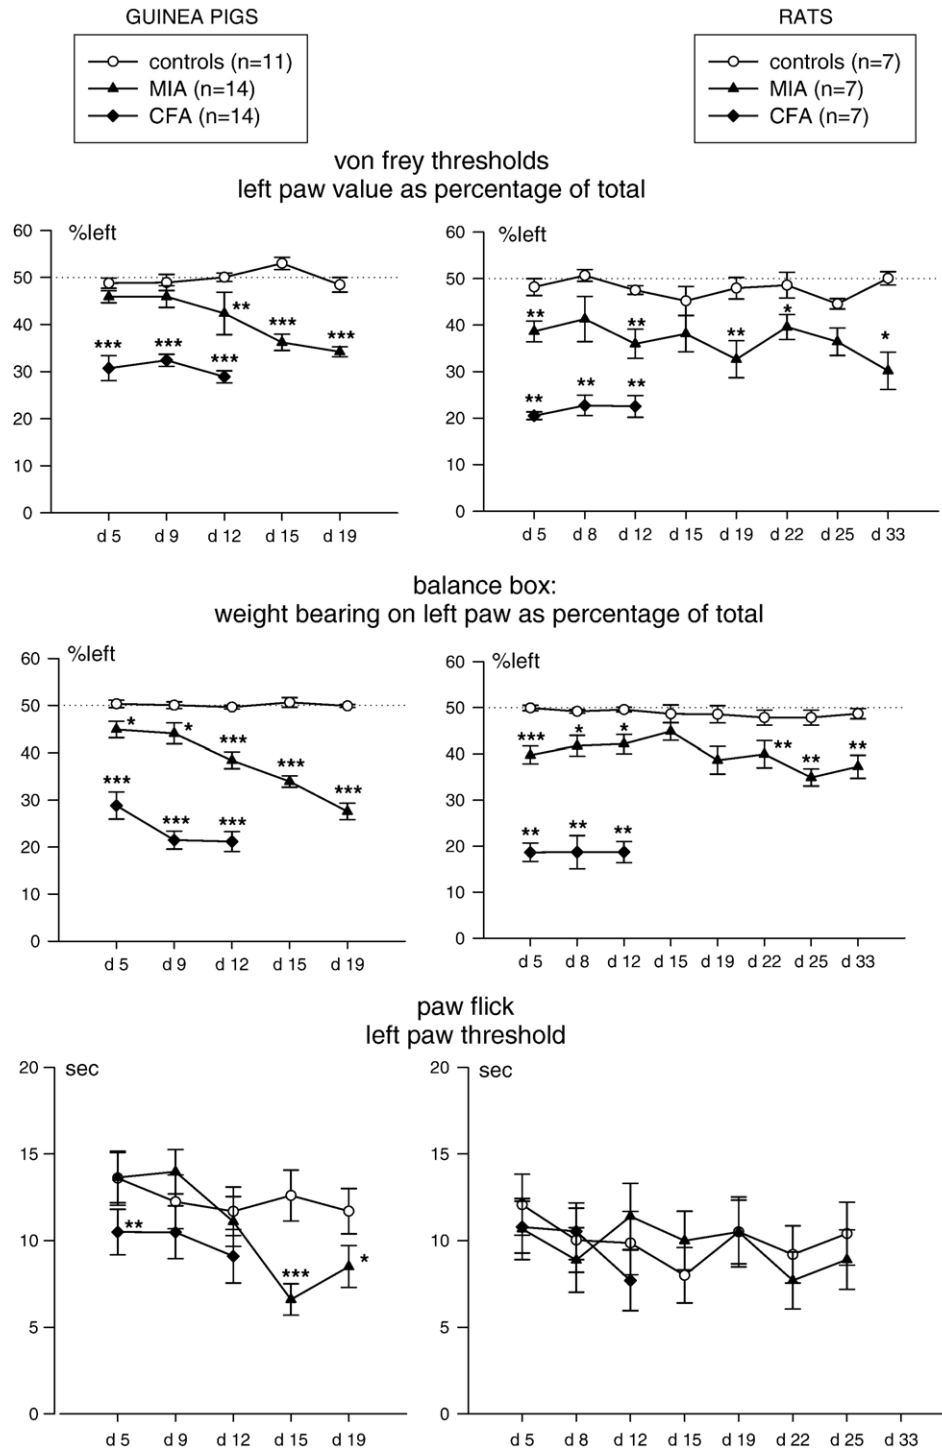 GUINEA PIGS
controls (n=11)
MIA (n=14)
CFA (n=14)
RATS
controls (n=7)
MIA (n=7)
CFA (n=7)
von frey thresholds
left paw value as percentage of total
%left
60
50
40
30
20
10
0
*** *** *** ** *** ***
d 5 d 9 d 12 d 15 d 19
%left
60
50
40
30
20
10
0
** ** ** * *
** ** **
d 5 d 8 d 12 d 15 d 19 d 22 d 25 d 33
balance box:
weight bearing on left paw as percentage of total
%left
60
50
40
30
20
10
0
* * *** *** ***
*** *** ***
d 5 d 9 d 12 d 15 d 19
%left
60
50
40
30
20
10
0
*** * * ** ** **
** ** **
d 5 d 8 d 12 d 15 d 19 d 22 d 25 d 33
paw flick
left paw threshold
sec
20
15
10
5
0
** *** *
d 5 d 9 d 12 d 15 d 19
sec
20
15
10
5
0
d 5 d 8 d 12 d 15 d 19 d 22 d 25 d 33